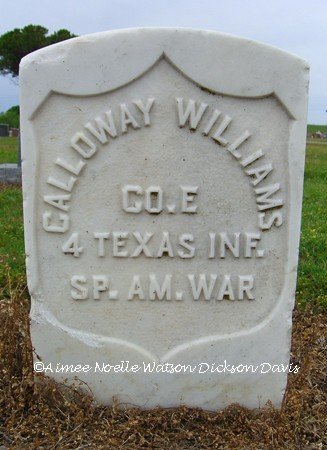 CALLOWAY WILLIAMS
CO. E
4 TEXAS INF.
SP. AM. WAR
©Aimee Noelle Watson Dickson Davis